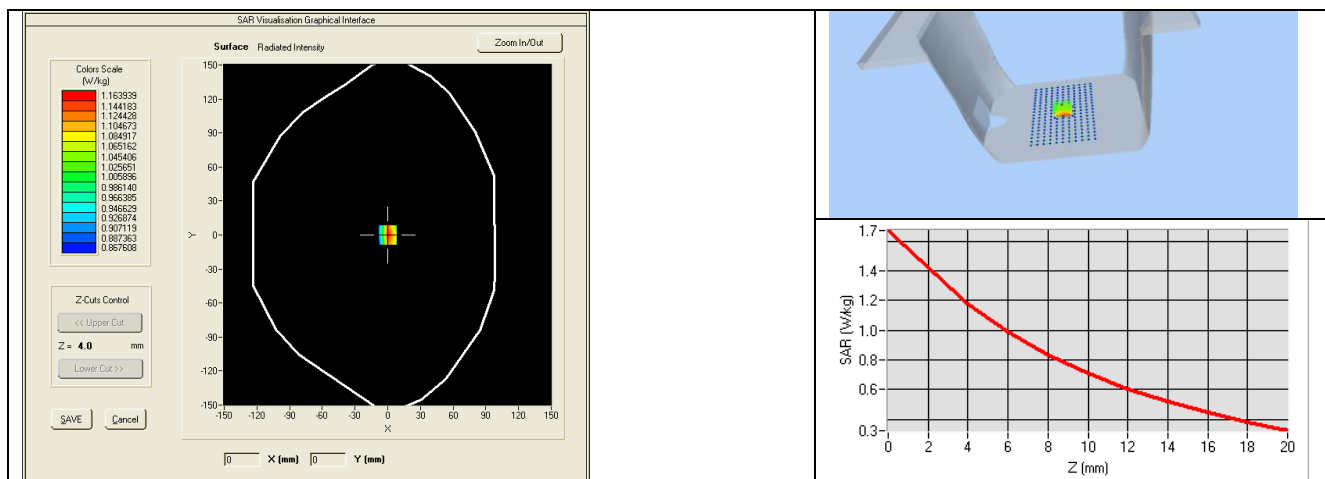 SAR Visualisation Graphical Interface
Surface Radiated Intensity
Zoom In/Out
Colors Scale
(W/kg)
1.163939
1.144183
1.124428
1.104673
1.084917
1.065162
1.045406
1.025651
1.005896
0.986140
0.966385
0.946629
0.926874
0.907119
0.887363
0.867608
Z-Cuts Control
<< Upper Cut
Z = 4.0 mm
Lower Cut >>
SAVE Cancel
Y
150
120
90
60
30
0
-30
-60
-90
-120
-150
-150 -120 -90 -60 -30 0 30 60 90 120 150
X
0 X (mm) 0 Y (mm)
SAR (W/kg)
1.7
1.4
1.2
1.0
0.8
0.6
0.3
0 2 4 6 8 10 12 14 16 18 20
Z (mm)